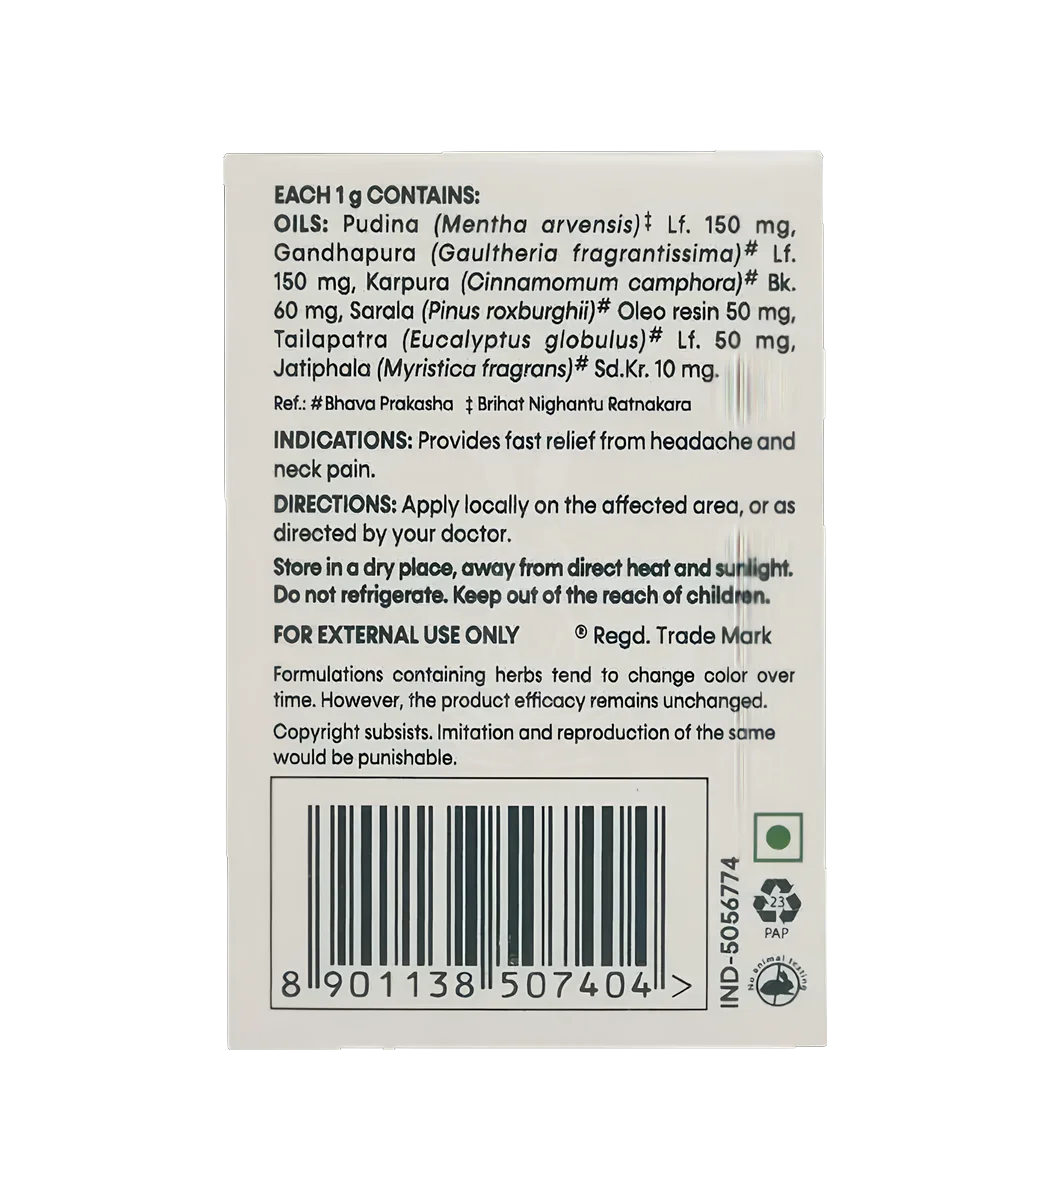 EACH 1 g CONTAINS:
OILS: Pudina (Mentha arvensis)‡ Lf. 150 mg,
Gandhapura (Gaultheria fragrantissima)# Lf.
150 mg, Karpura (Cinnamomum camphora)# Bk.
60 mg, Sarala (Pinus roxburghii)# Oleo resin 50 mg,
Tailapatra (Eucalyptus globulus)# Lf. 50 mg,
Jatiphala (Myristica fragrans)# Sd.Kr. 10 mg.
Ref.: #Bhava Prakasha ‡ Brihat Nighantu Ratnakara
INDICATIONS: Provides fast relief from headache and
neck pain.
DIRECTIONS: Apply locally on the affected area, or as
directed by your doctor.
Store in a dry place, away from direct heat and sunlight.
Do not refrigerate. Keep out of the reach of children.
FOR EXTERNAL USE ONLY ® Regd. Trade Mark
Formulations containing herbs tend to change color over
time. However, the product efficacy remains unchanged.
Copyright subsists. Imitation and reproduction of the same
would be punishable.
8 901138 507404 >
IND-5056774
23
PAP
No animal testing